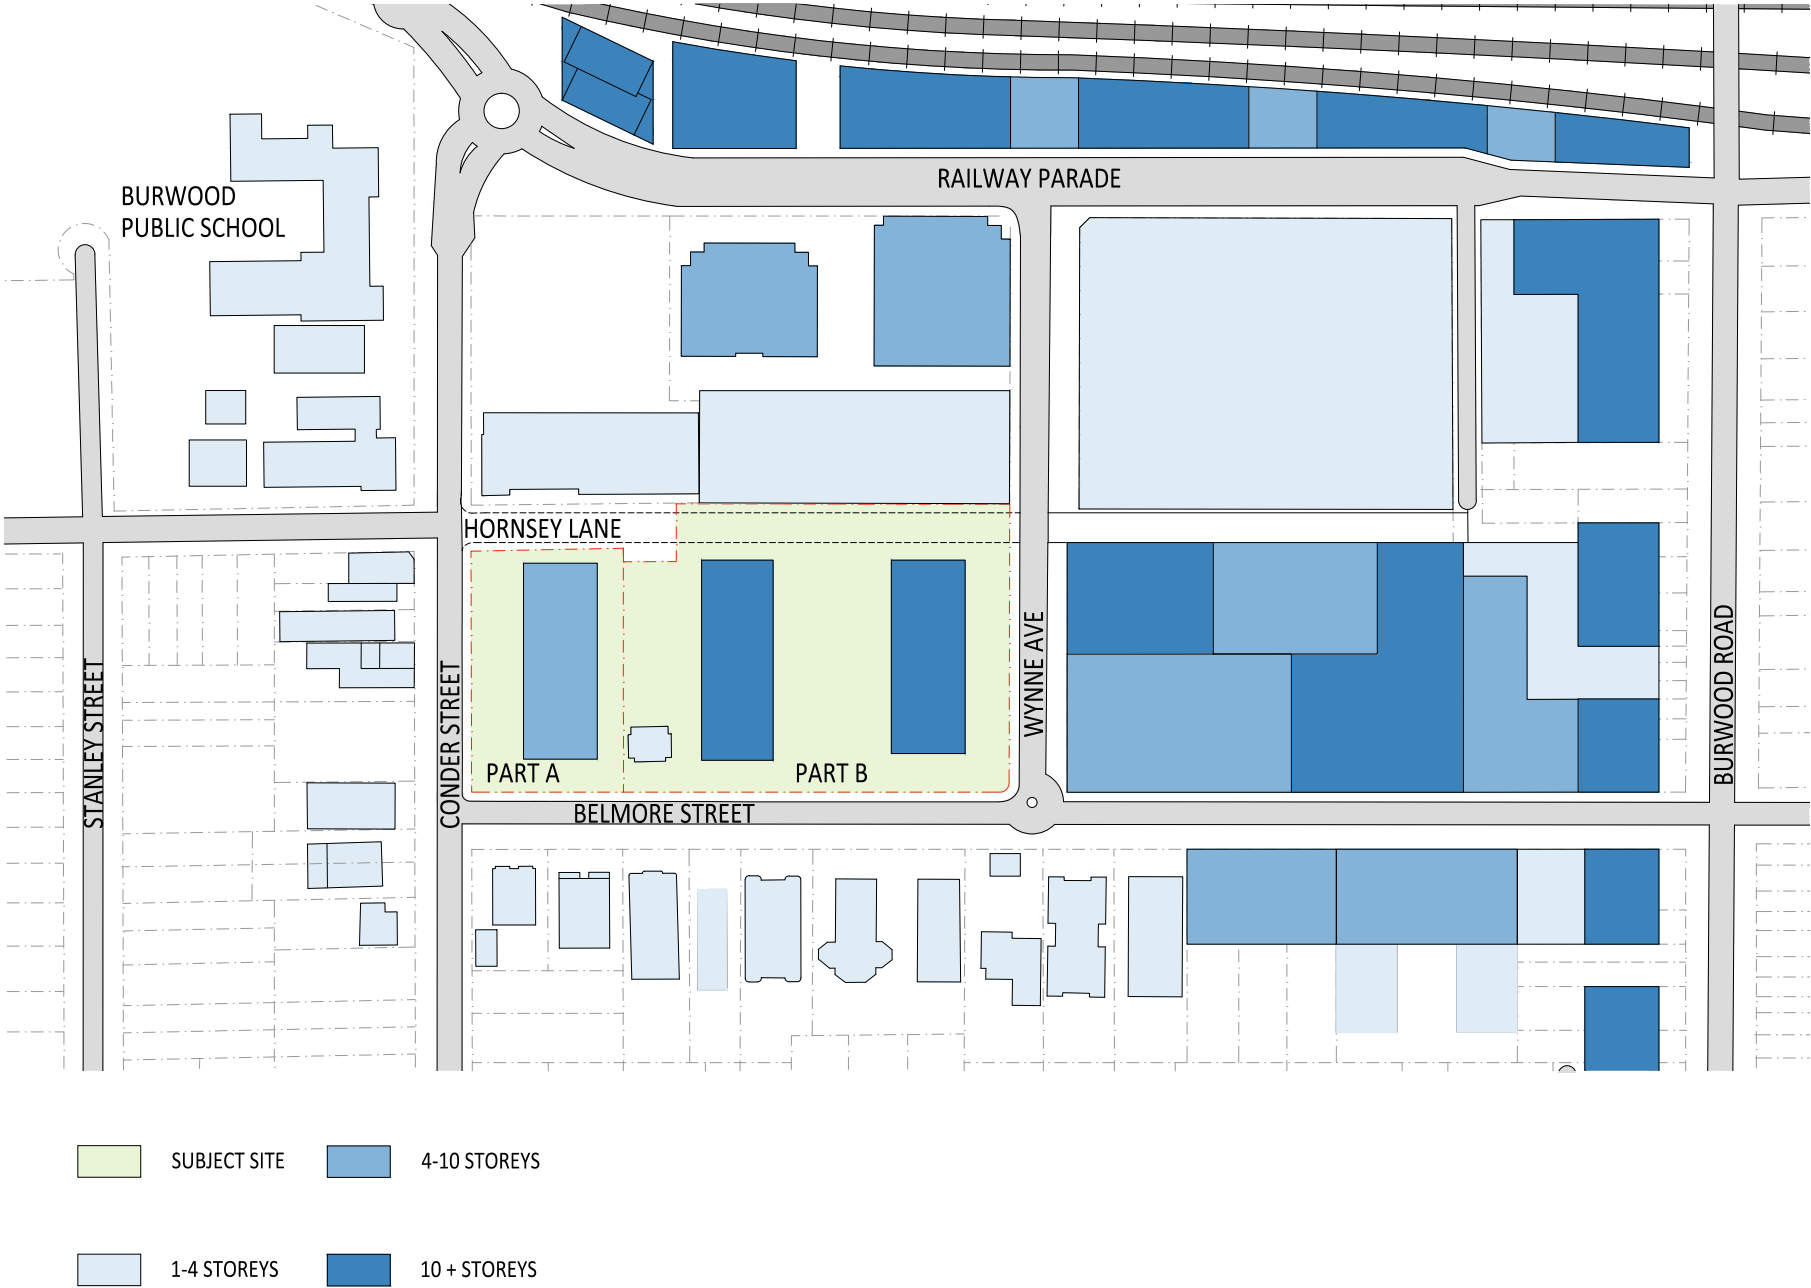 RAILWAY PARADE
BURWOOD
PUBLIC SCHOOL
HORNSEY LANE
STANLEY STREET
CONDER STREET
WYNNE AVE
BURWOOD ROAD
PART A
PART B
BELMORE STREET
SUBJECT SITE
4-10 STOREYS
1-4 STOREYS
10 + STOREYS